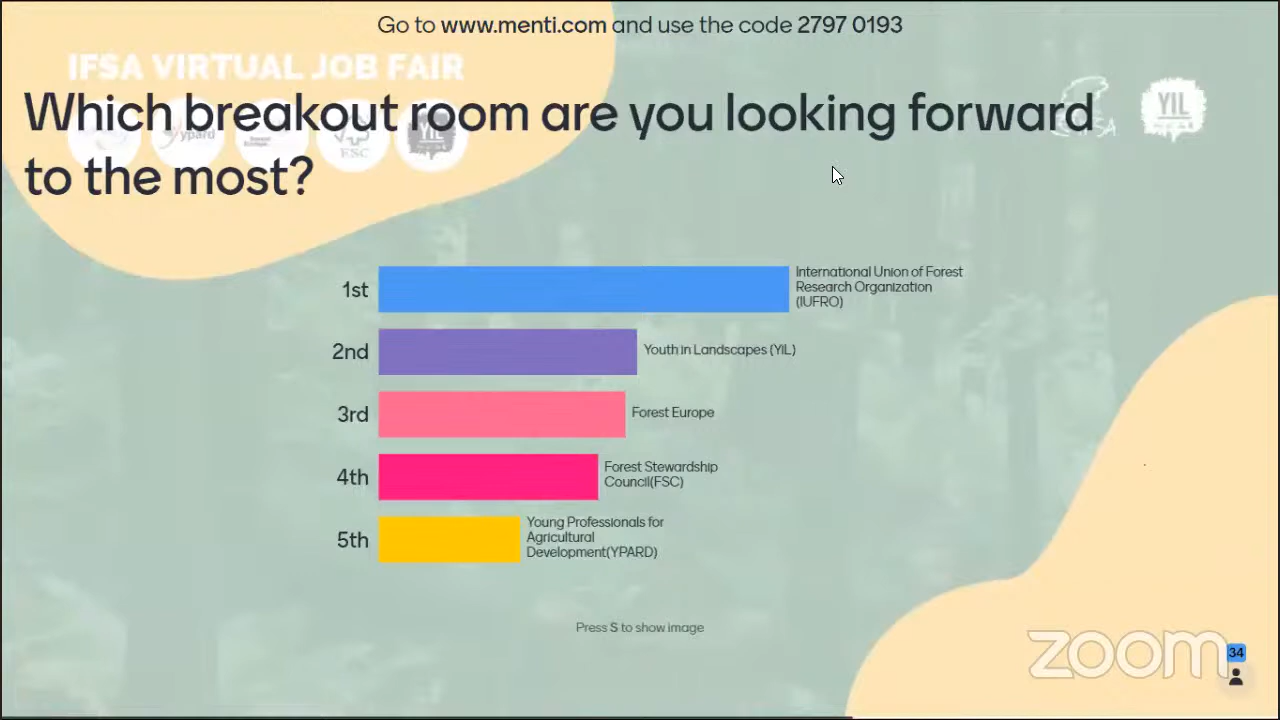 Go to www.menti.com and use the code 2797 0193
IFSA VIRTUAL JOB FAIR
Which breakout room are you looking forward
to the most?
ypard
FSC
YIL
YIL
1st
International Union of Forest
Research Organization
(IUFRO)
2nd
Youth in Landscapes (YIL)
3rd
Forest Europe
4th
Forest Stewardship
Council(FSC)
5th
Young Professionals for
Agricultural
Development(YPARD)
Press S to show image
zoom
34